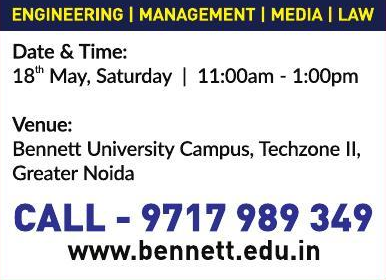 ENGINEERING | MANAGEMENT | MEDIA | LAW
Date & Time:
18th May, Saturday | 11:00am - 1:00pm
Venue:
Bennett University Campus, Techzone II,
Greater Noida
CALL - 9717 989 349
www.bennett.edu.in